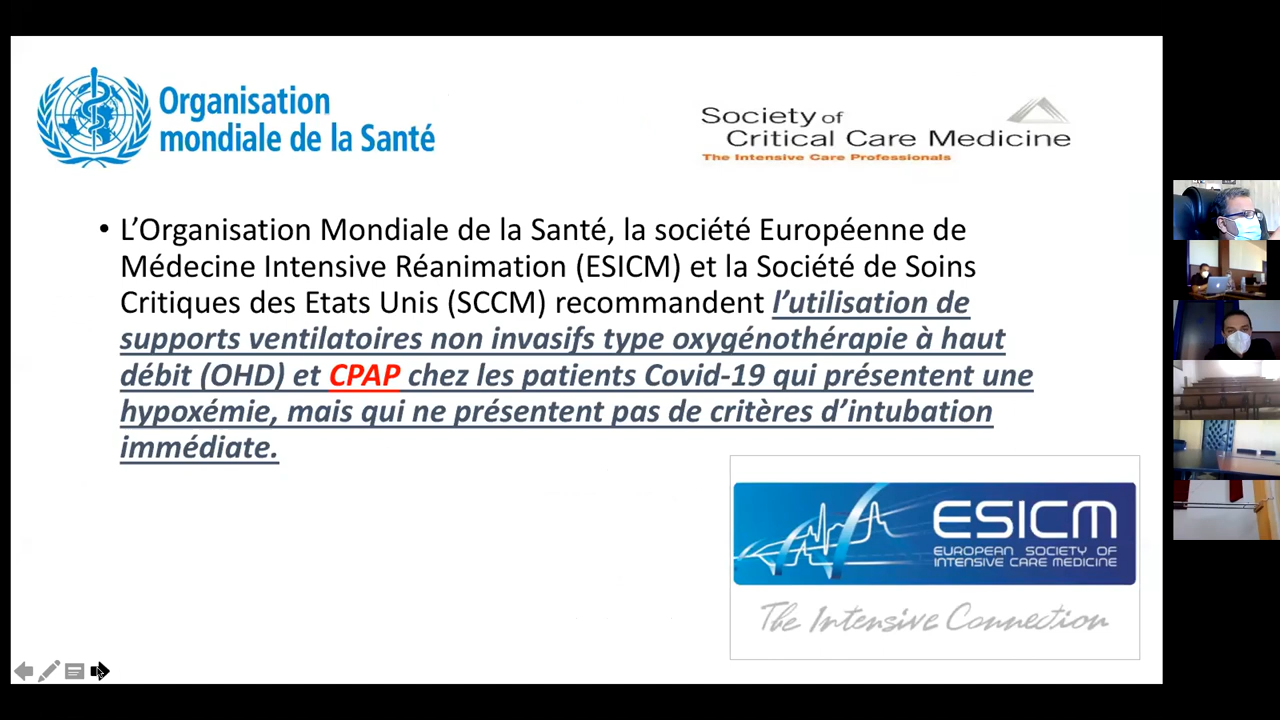 Organisation
mondiale de la Santé
Society of
Critical Care Medicine
The Intensive Care Professionals
• L’Organisation Mondiale de la Santé, la société Européenne de
Médecine Intensive Réanimation (ESICM) et la Société de Soins
Critiques des Etats Unis (SCCM) recommandent l’utilisation de
supports ventilatoires non invasifs type oxygénothérapie à haut
débit (OHD) et CPAP chez les patients Covid-19 qui présentent une
hypoxémie, mais qui ne présentent pas de critères d’intubation
immédiate.
ESICM
EUROPEAN SOCIETY OF
INTENSIVE CARE MEDICINE
The Intensive Connection